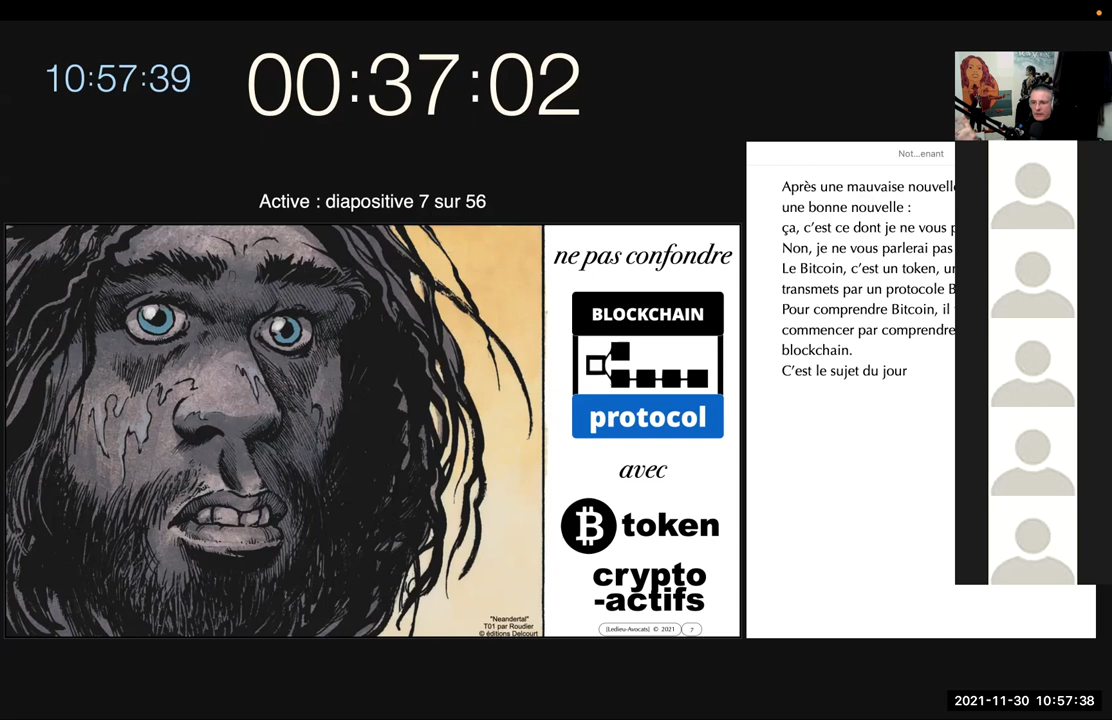 10:57:39
00:37:02
Active : diapositive 7 sur 56
ne pas confondre
BLOCKCHAIN
protocol
avec
token
crypto
-actifs
"Neandertal"
T01 par Roudier
© éditions Delcourt
[Ledieu-Avocats] © 2021
7
Not...enant
Après une mauvaise nouvelle
une bonne nouvelle :
ça, c'est ce dont je ne vous
Non, je ne vous parlerai pas
Le Bitcoin, c'est un token,
transmets par un protocole
Pour comprendre Bitcoin, il
commencer par comprendre
blockchain.
C'est le sujet du jour
2021-11-30 10:57:38